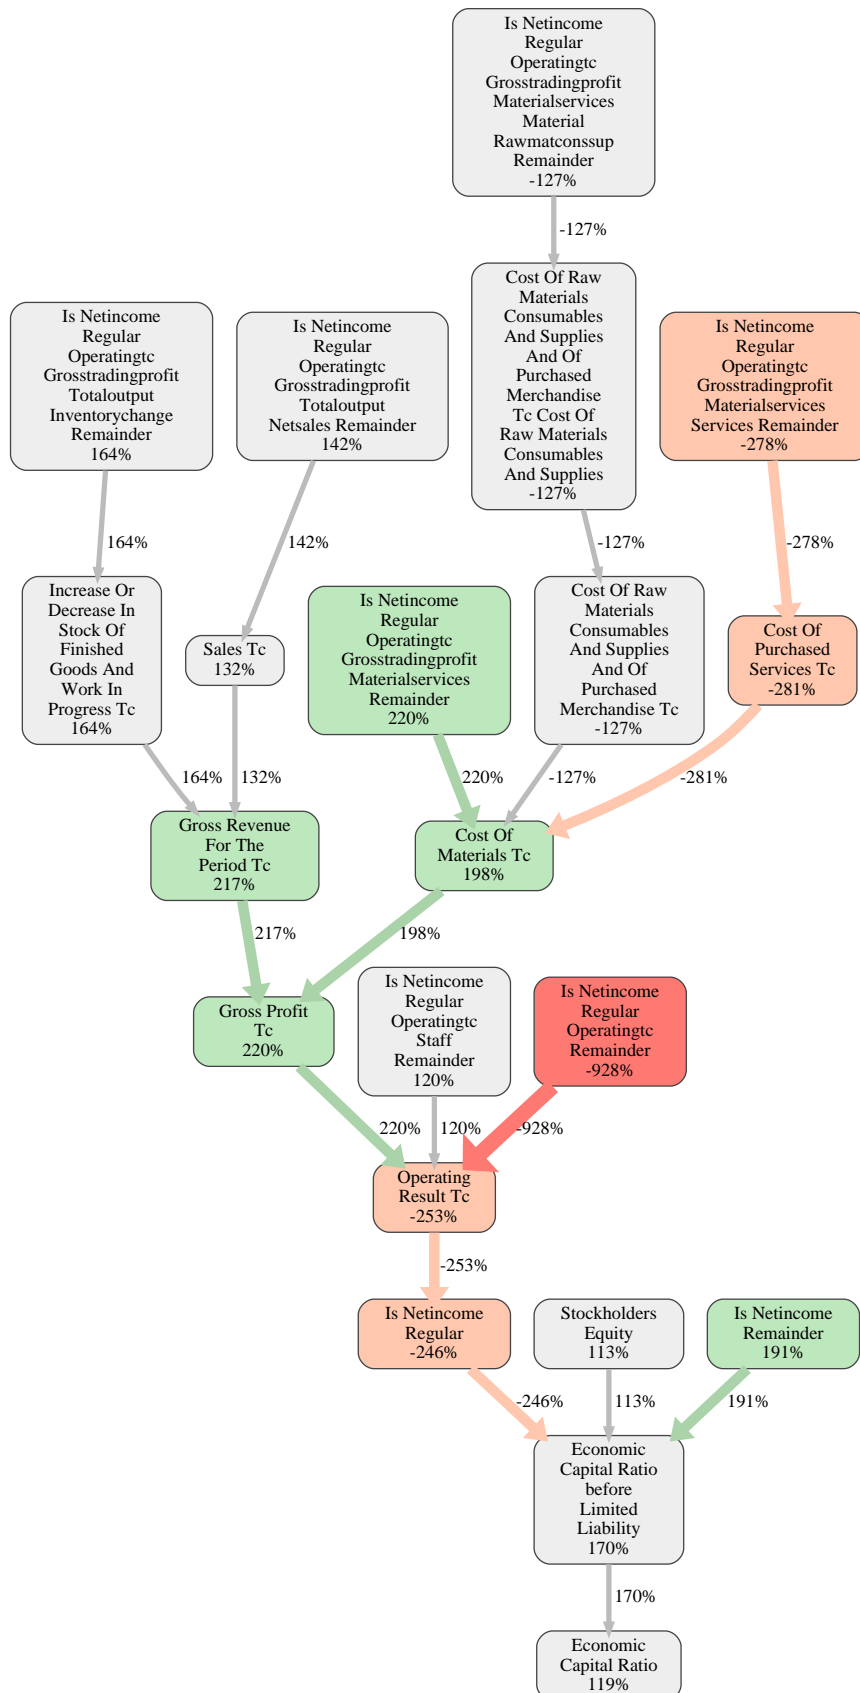 Is Netincome
Regular
Operatingtc
Grosstradingprofit
Materialservices
Material
Rawmatconssup
Remainder
-127%
-127%
Is Netincome
Regular
Operatingtc
Grosstradingprofit
Totaloutput
Inventorychange
Remainder
164%
Is Netincome
Regular
Operatingtc
Grosstradingprofit
Totaloutput
Netsales Remainder
142%
Cost Of Raw
Materials
Consumables
And Supplies
And Of
Purchased
Merchandise
Tc Cost Of
Raw Materials
Consumables
And Supplies
-127%
Is Netincome
Regular
Operatingtc
Grosstradingprofit
Materialservices
Services Remainder
-278%
164%
142%
-127%
-278%
Increase Or
Decrease In
Stock Of
Finished
Goods And
Work In
Progress Tc
164%
Sales Tc
132%
Is Netincome
Regular
Operatingtc
Grosstradingprofit
Materialservices
Remainder
220%
Cost Of Raw
Materials
Consumables
And Supplies
And Of
Purchased
Merchandise Tc
-127%
Cost Of
Purchased
Services Tc
-281%
164%
132%
220%
-127%
-281%
Gross Revenue
For The
Period Tc
217%
Cost Of
Materials Tc
198%
217%
198%
Gross Profit
Tc
220%
Is Netincome
Regular
Operatingtc
Staff
Remainder
120%
Is Netincome
Regular
Operatingtc
Remainder
-928%
220%
120%
-928%
Operating
Result Tc
-253%
-253%
Is Netincome
Regular
-246%
Stockholders
Equity
113%
Is Netincome
Remainder
191%
-246%
113%
191%
Economic
Capital Ratio
before
Limited
Liability
170%
170%
Economic
Capital Ratio
119%